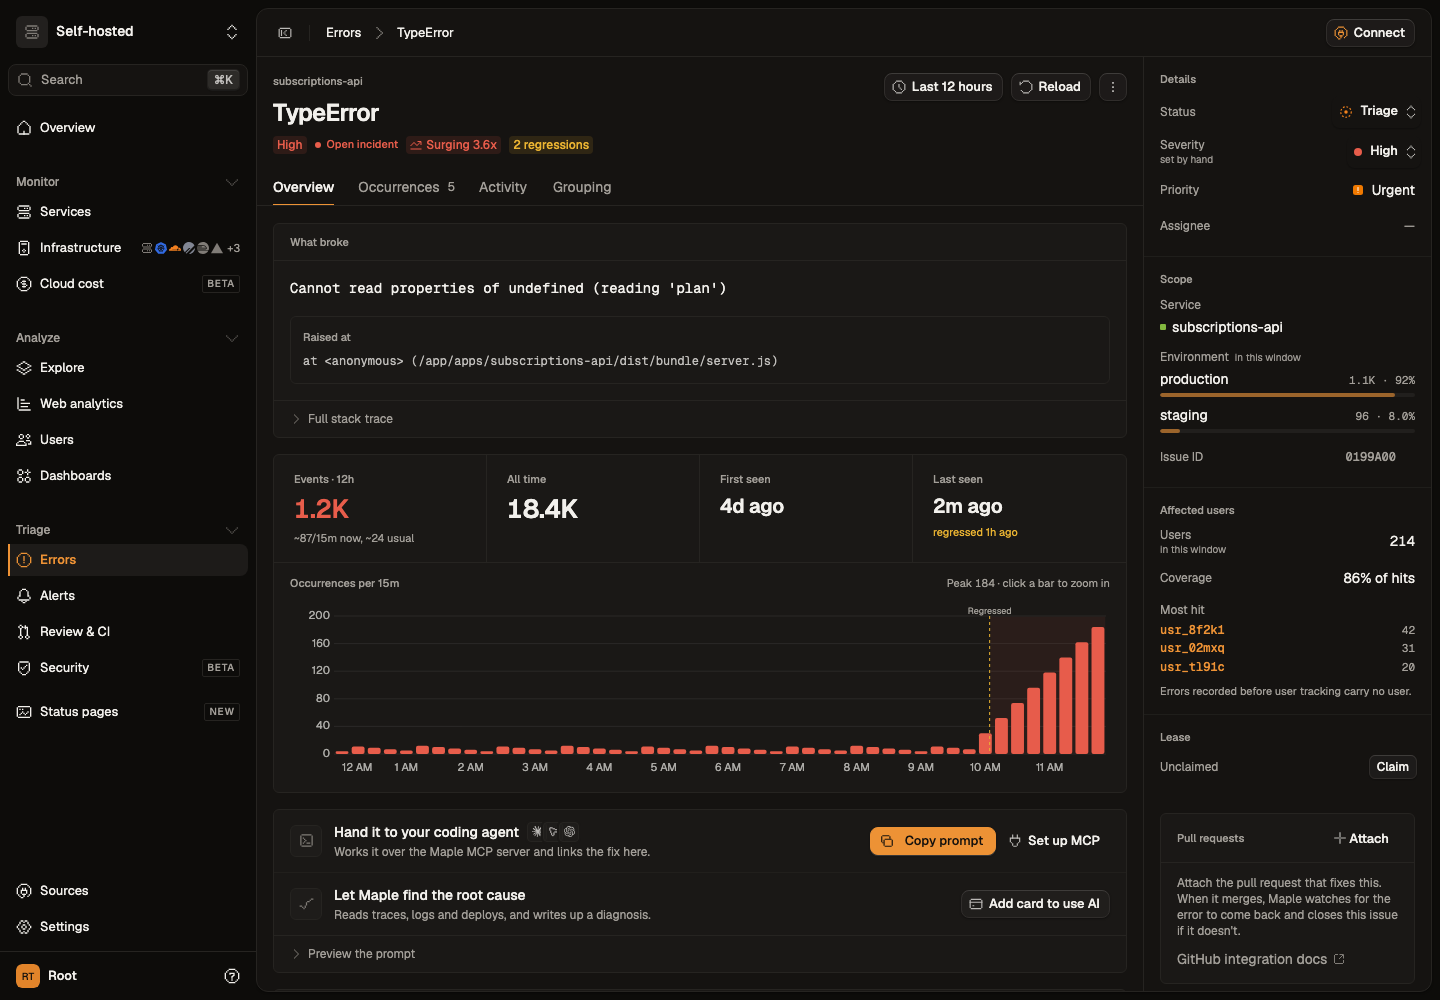 Self-hosted
Search
⌘K
Overview
Monitor
Services
Infrastructure
+3
Cloud cost
BETA
Analyze
Explore
Web analytics
Users
Dashboards
Triage
Errors
Alerts
Review & CI
Security
BETA
Status pages
NEW
Sources
Settings
RT
Root
Errors
TypeError
Connect
subscriptions-api
TypeError
Last 12 hours
Reload
High
Open incident
Surging 3.6x
2 regressions
Overview
Occurrences 5
Activity
Grouping
What broke
Cannot read properties of undefined (reading 'plan')
Raised at
at <anonymous> (/app/apps/subscriptions-api/dist/bundle/server.js)
Full stack trace
Events · 12h
1.2K
~87/15m now, ~24 usual
All time
18.4K
First seen
4d ago
Last seen
2m ago
regressed 1h ago
Occurrences per 15m
Peak 184 · click a bar to zoom in
Regressed
200
160
120
80
40
0
12 AM
1 AM
2 AM
3 AM
4 AM
5 AM
6 AM
7 AM
8 AM
9 AM
10 AM
11 AM
Hand it to your coding agent
Works it over the Maple MCP server and links the fix here.
Copy prompt
Set up MCP
Let Maple find the root cause
Reads traces, logs and deploys, and writes up a diagnosis.
Add card to use AI
Preview the prompt
Details
Status
Triage
Severity
set by hand
High
Priority
Urgent
Assignee
—
Scope
Service
subscriptions-api
Environment in this window
production
1.1K · 92%
staging
96 · 8.0%
Issue ID
0199A00
Affected users
Users
in this window
214
Coverage
86% of hits
Most hit
usr_8f2k1
42
usr_02mxq
31
usr_tl91c
20
Errors recorded before user tracking carry no user.
Lease
Unclaimed
Claim
Pull requests
Attach
Attach the pull request that fixes this.
When it merges, Maple watches for the
error to come back and closes this issue
if it doesn't.
GitHub integration docs